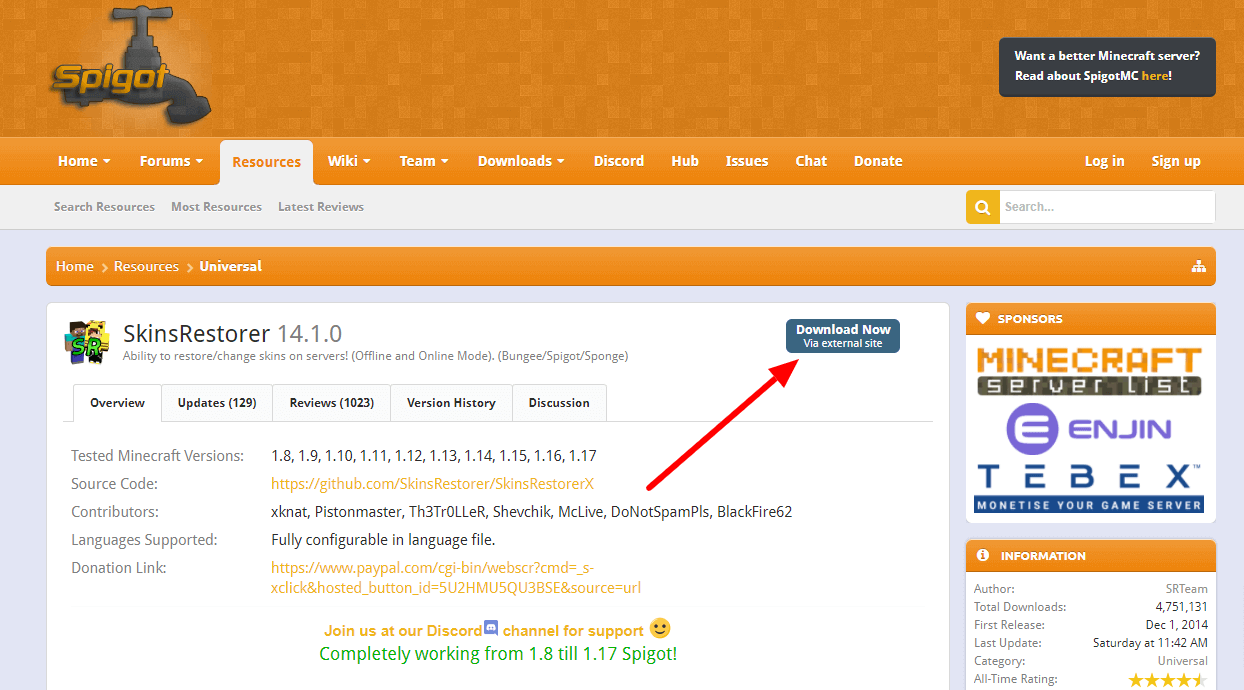 Spigot
Want a better Minecraft server?
Read about SpigotMC here!
Home Forums Resources Wiki Team Downloads Discord Hub Issues Chat Donate Log in Sign up
Search Resources Most Resources Latest Reviews Search...
Home Resources Universal
SkinsRestorer 14.1.0
Ability to restore/change skins on servers! (Offline and Online Mode). (Bungee/Spigot/Sponge)
SR
Download Now
Via external site
Overview Updates (129) Reviews (1023) Version History Discussion
Tested Minecraft Versions: 1.8, 1.9, 1.10, 1.11, 1.12, 1.13, 1.14, 1.15, 1.16, 1.17
Source Code: https://github.com/SkinsRestorer/SkinsRestorerX
Contributors: xknat, Pistonmaster, Th3Tr0LLeR, Shevchik, McLive, DoNotSpamPls, BlackFire62
Languages Supported: Fully configurable in language file.
Donation Link: https://www.paypal.com/cgi-bin/webscr?cmd=_s-
xclick&hosted_button_id=5U2HMU5QU3BSE&source=url
Join us at our Discord channel for support
Completely working from 1.8 till 1.17 Spigot!
SPONSORS
MINECRAFT
server list
ENJIN
TEBEX™
MONETISE YOUR GAME SERVER
INFORMATION
Author: SRTeam
Total Downloads: 4,751,131
First Release: Dec 1, 2014
Last Update: Saturday at 11:42 AM
Category: Universal
All-Time Rating: